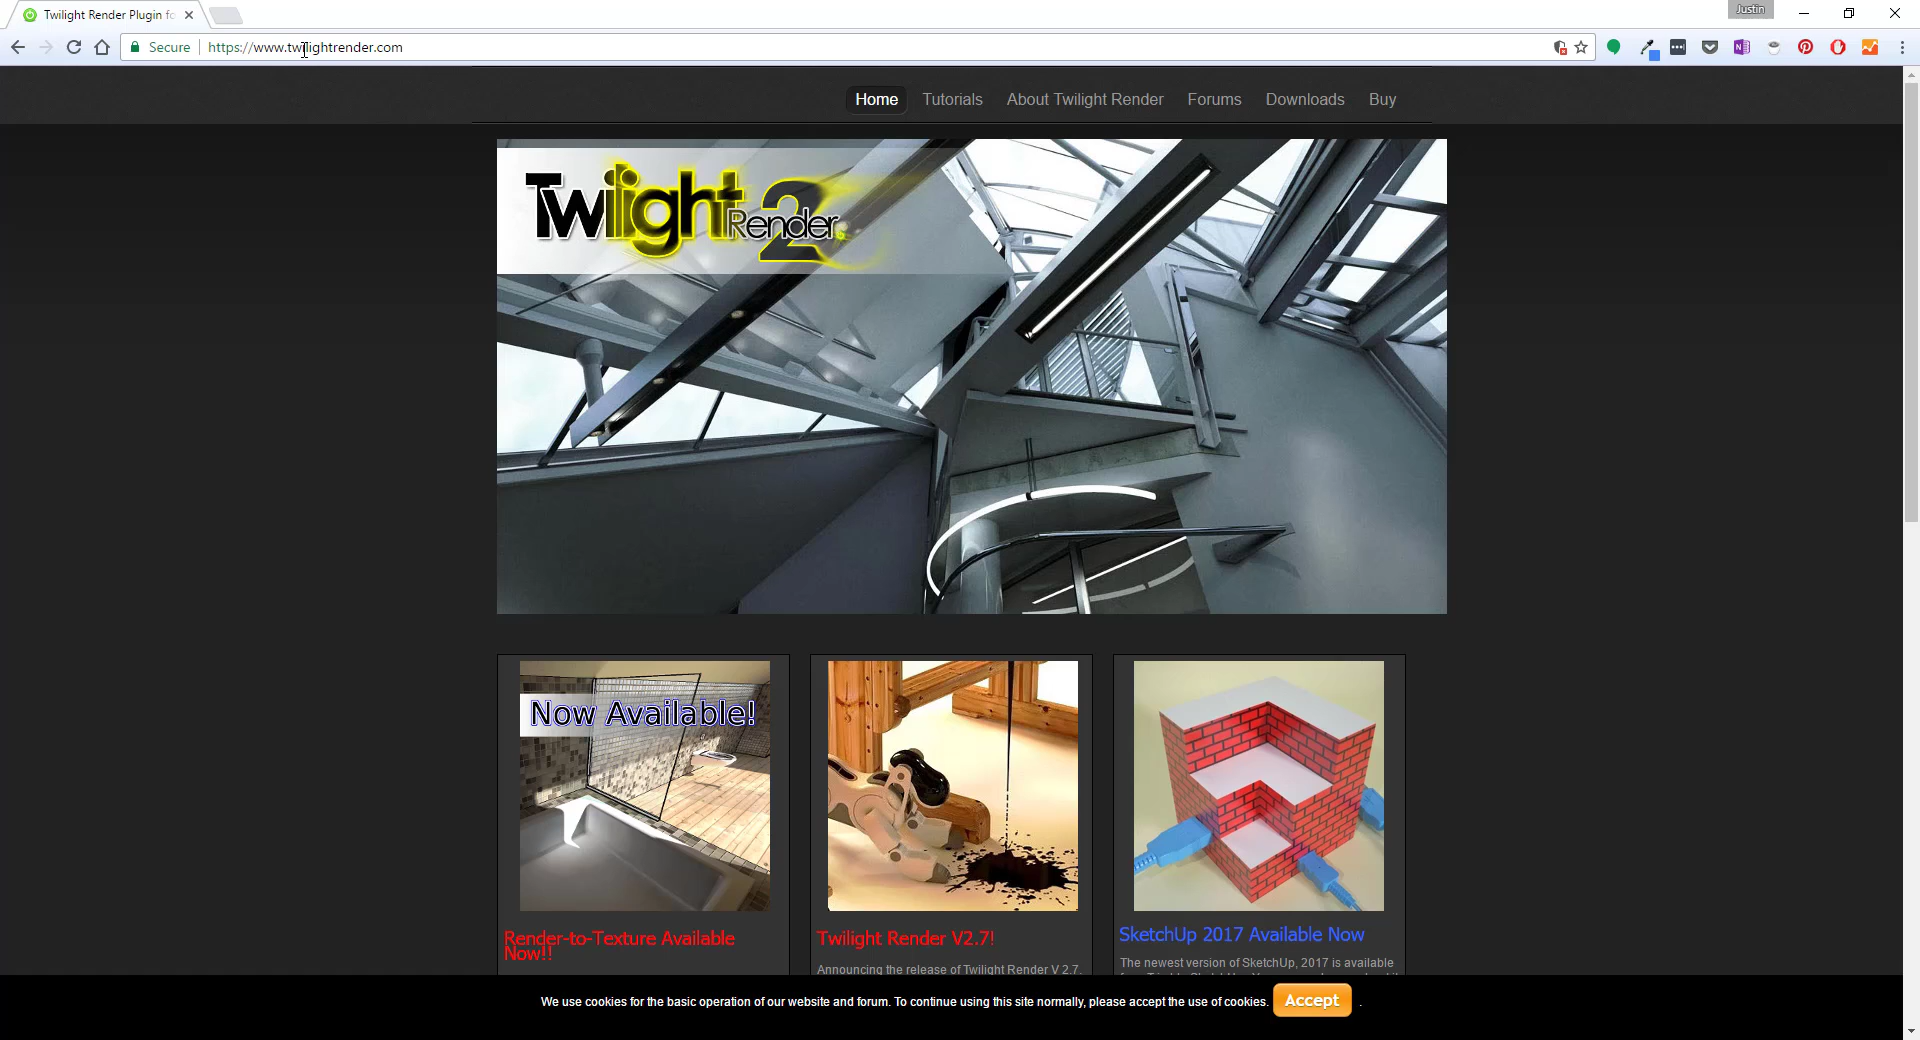 Twilight Render Plugin fo
Justin
Secure
https://www.twilightrender.com
Home
Tutorials
About Twilight Render
Forums
Downloads
Buy
Twilight Render 2
Now Available!
Render-to-Texture Available
Now!!
Twilight Render V2.7!
Announcing the release of Twilight Render V 2.7.
SketchUp 2017 Available Now
The newest version of SketchUp, 2017 is available
We use cookies for the basic operation of our website and forum. To continue using this site normally, please accept the use of cookies.
Accept
.